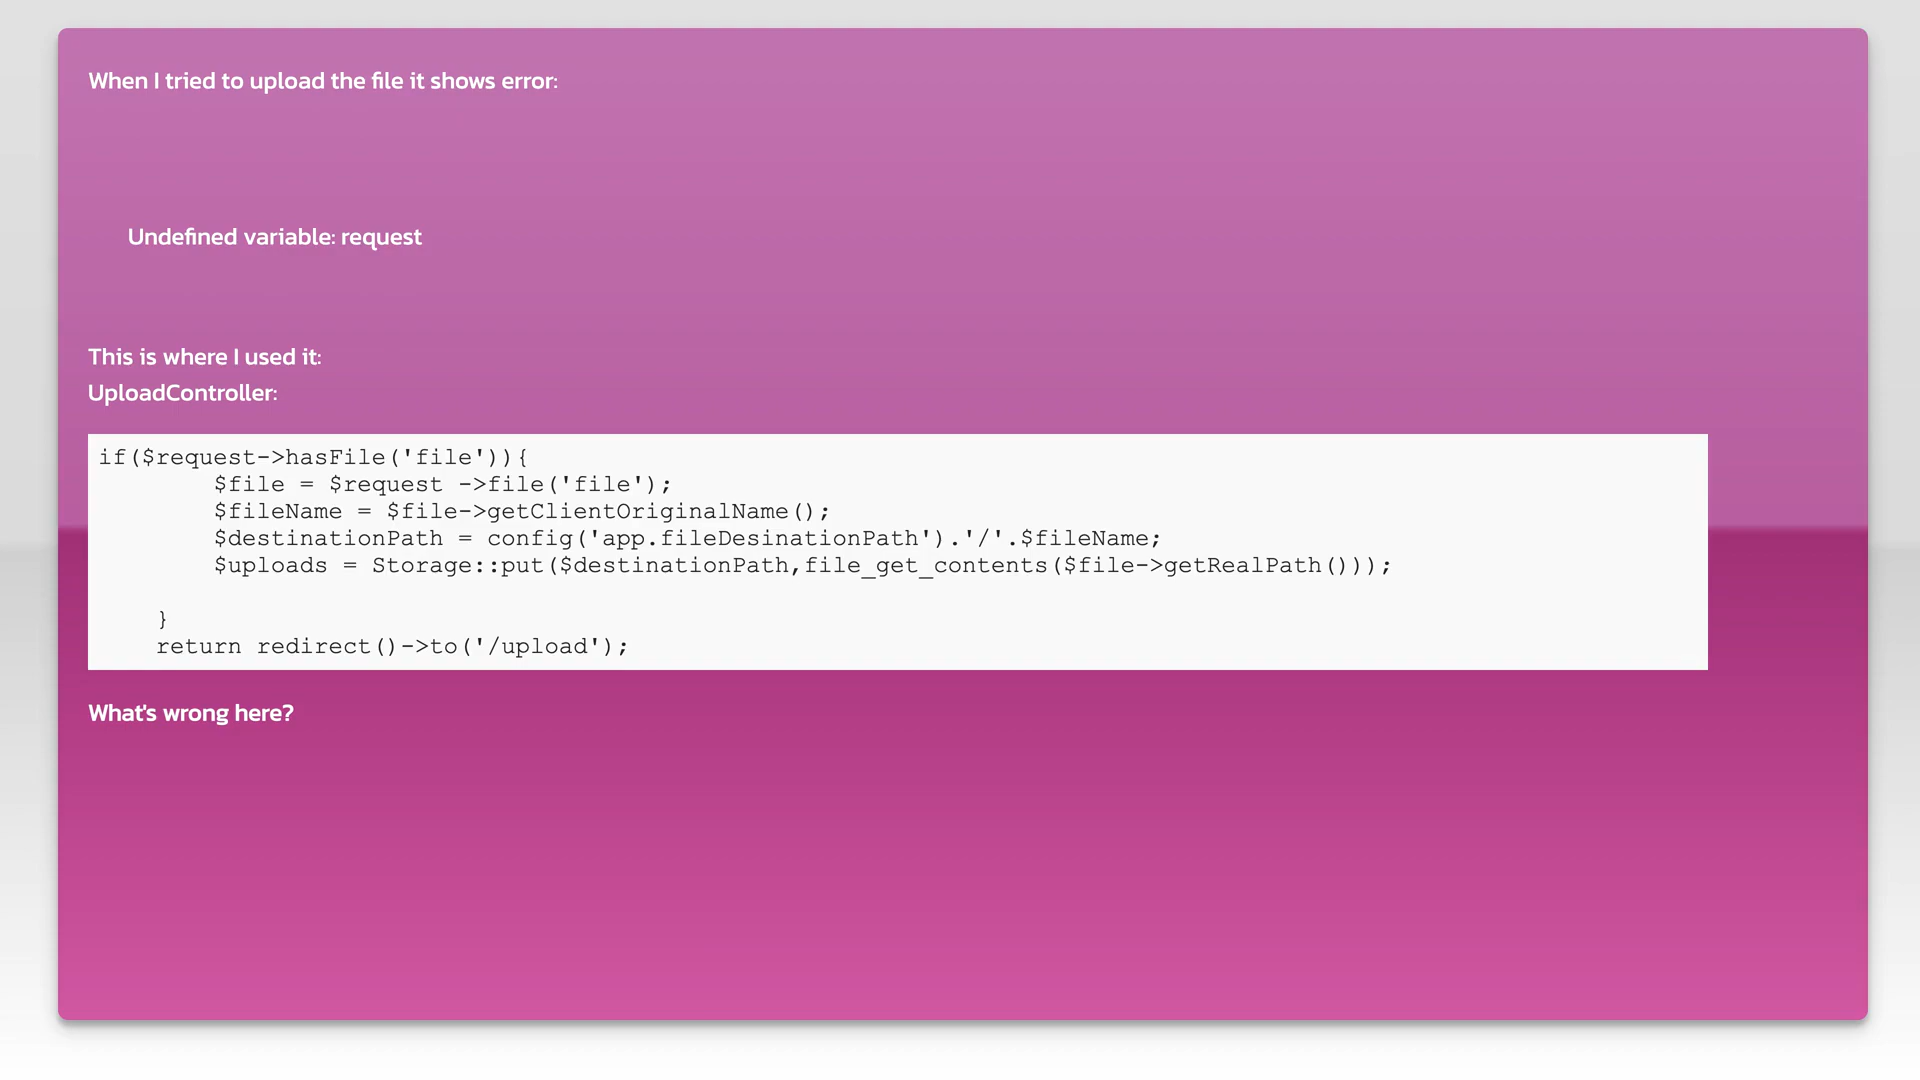 When I tried to upload the file it shows error:
Undefined variable: request
This is where I used it:
UploadController:
if($request->hasFile('file')){
        $file = $request ->file('file');
        $fileName = $file->getClientOriginalName();
        $destinationPath = config('app.fileDesinationPath').'/'.$fileName;
        $uploads = Storage::put($destinationPath,file_get_contents($file->getRealPath()));
    }
    return redirect()->to('/upload');
What's wrong here?